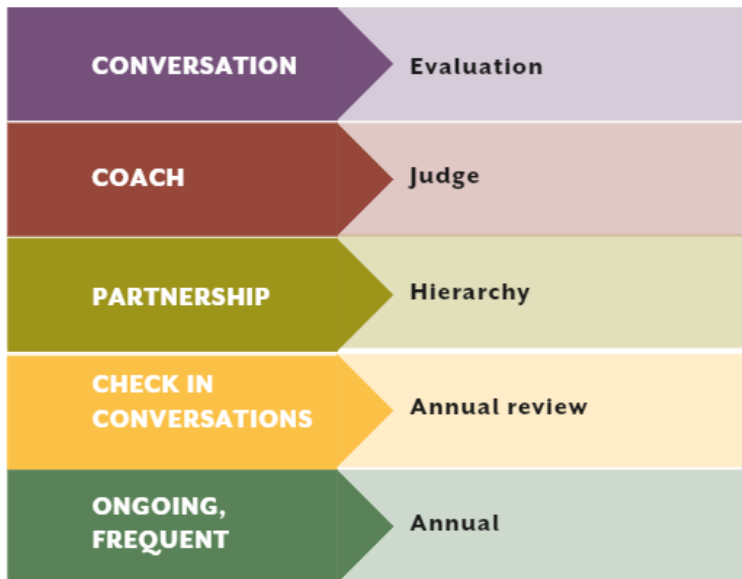 CONVERSATION
Evaluation
COACH
Judge
PARTNERSHIP
Hierarchy
CHECK IN
CONVERSATIONS
Annual review
ONGOING,
FREQUENT
Annual